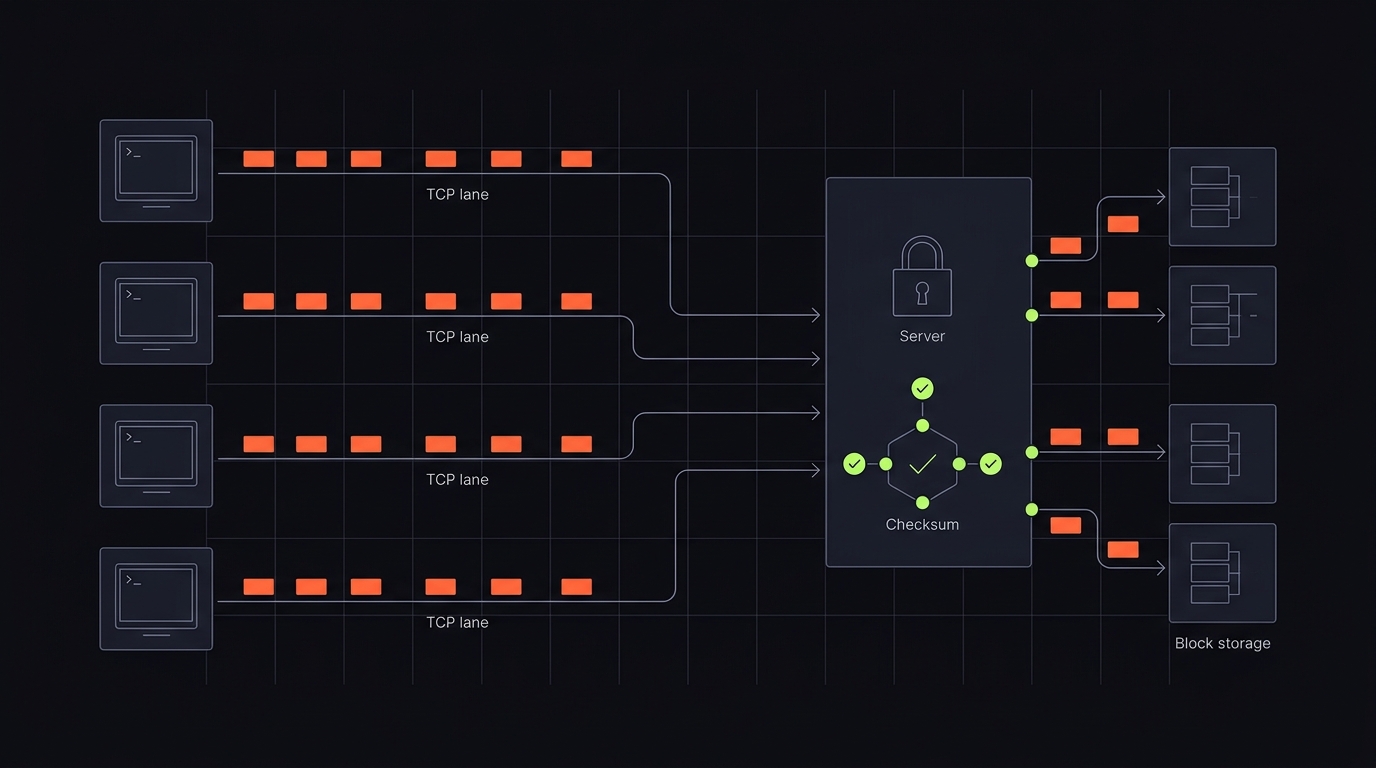 >_
TCP lane
>_
TCP lane
Server
>_
TCP lane
Checksum
>_
TCP lane
Block storage